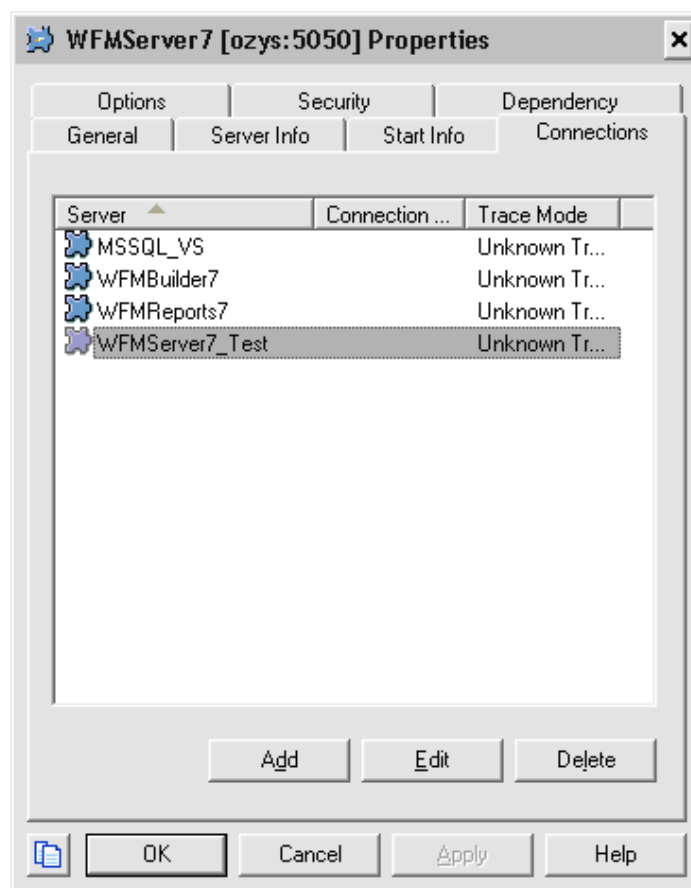 WFMServer7 [ozys:5050] Properties
Options Security Dependency
General Server Info Start Info Connections
Server Connection ... Trace Mode
MSSQL_VS Unknown Tr...
WFMBuilder7 Unknown Tr...
WFMReports7 Unknown Tr...
WFMServer7_Test Unknown Tr...
Add Edit Delete
OK Cancel Apply Help